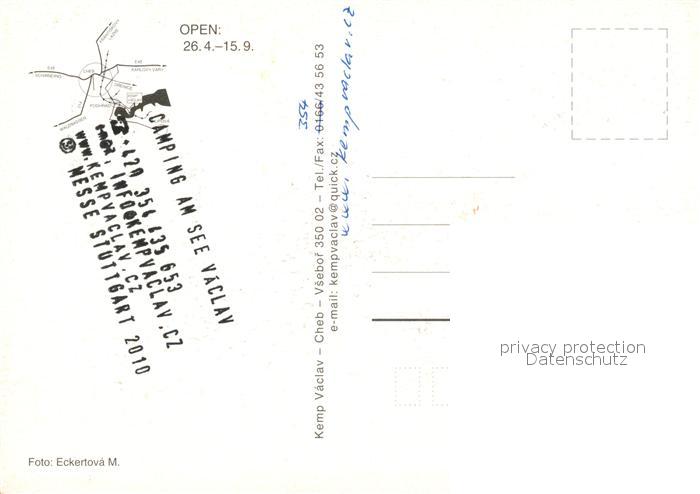 OPEN:
26.4.–15.9.
CHEB
CAMPING AM SEE VÁCLAV
+420 354 435 653
INFO@KEMPVACLAV.CZ
WWW.KEMPVACLAV.CZ
MESSE STUTTGART 2010
Kemp Václav – Cheb – Všeboř 350 02 – Tel./Fax: 0166/43 56 53
354
e-mail: kempvaclav@quick.cz
www.kempvaclav.cz
privacy protection
Datenschutz
Foto: Eckertová M.